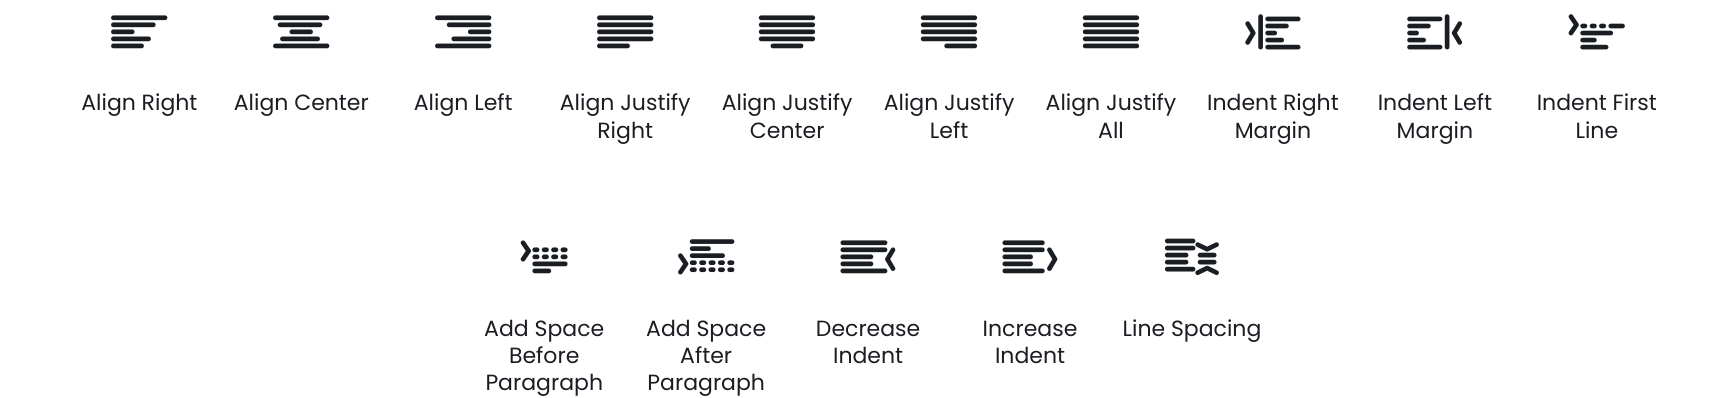 Align Right
Align Center
Align Left
Align Justify
Right
Align Justify
Center
Align Justify
Left
Align Justify
All
Indent Right
Margin
Indent Left
Margin
Indent First
Line
Add Space
Before
Paragraph
Add Space
After
Paragraph
Decrease
Indent
Increase
Indent
Line Spacing